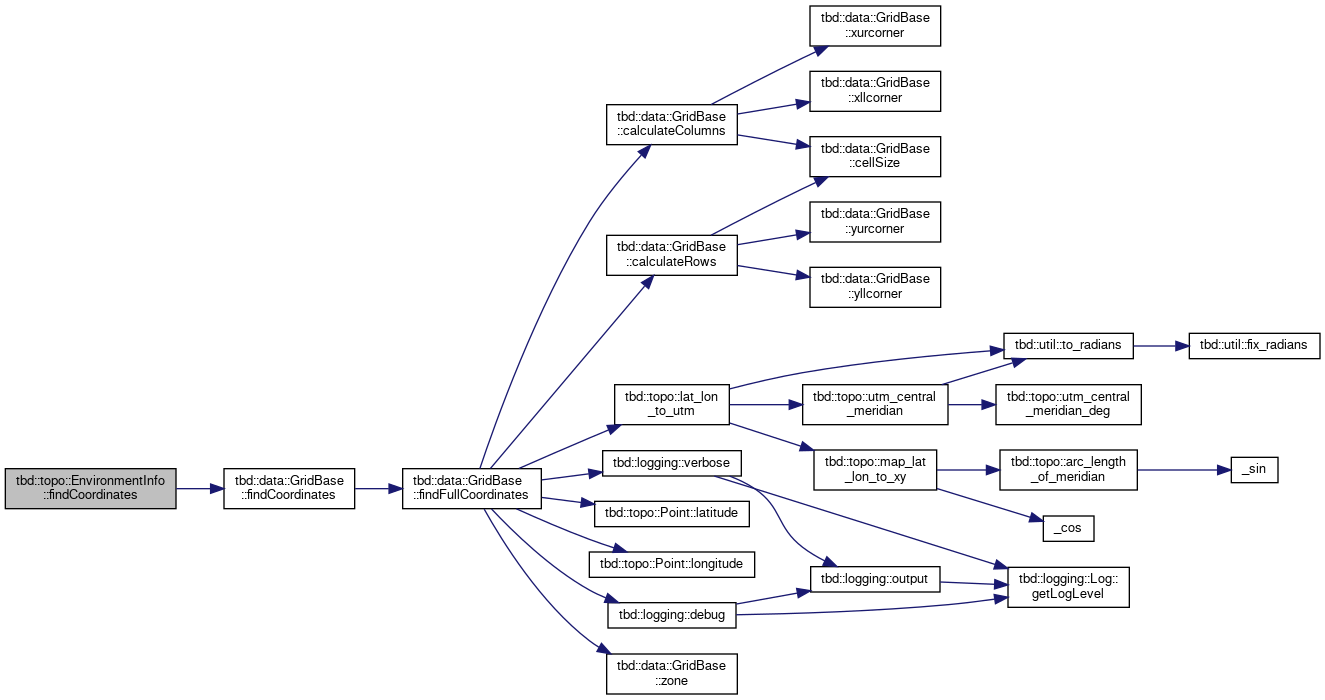 tbd::topo::EnvironmentInfo
::findCoordinates
tbd::data::GridBase
::findCoordinates
tbd::data::GridBase
::findFullCoordinates
tbd::data::GridBase
::calculateColumns
tbd::data::GridBase
::xurcorner
tbd::data::GridBase
::xllcorner
tbd::data::GridBase
::cellSize
tbd::data::GridBase
::calculateRows
tbd::data::GridBase
::yurcorner
tbd::data::GridBase
::yllcorner
tbd::topo::lat_lon
_to_utm
tbd::util::to_radians
tbd::util::fix_radians
tbd::topo::utm_central
_meridian
tbd::topo::utm_central
_meridian_deg
tbd::topo::map_lat
_lon_to_xy
tbd::topo::arc_length
_of_meridian
_sin
_cos
tbd::logging::verbose
tbd::topo::Point::latitude
tbd::topo::Point::longitude
tbd::logging::output
tbd::logging::Log::
getLogLevel
tbd::logging::debug
tbd::data::GridBase
::zone